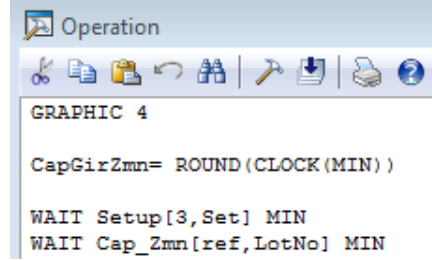 Operation
GRAPHIC 4
CapGirZmn= ROUND(CLOCK(MIN))
WAIT Setup[3,Set] MIN
WAIT Cap_Zmn[ref,LotNo] MIN